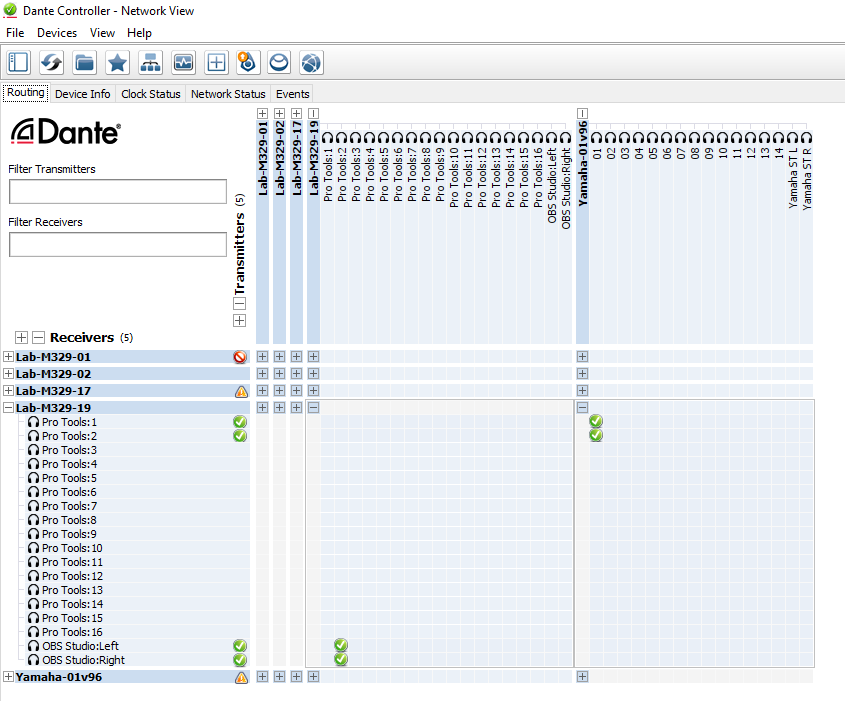 Dante Controller - Network View
File Devices View Help
Routing Device Info Clock Status Network Status Events
Dante®
Filter Transmitters
Filter Receivers
Transmitters (5)
Lab-M329-01
Lab-M329-02
Lab-M329-17
Lab-M329-19
Pro Tools:1
Pro Tools:2
Pro Tools:3
Pro Tools:4
Pro Tools:5
Pro Tools:6
Pro Tools:7
Pro Tools:8
Pro Tools:9
Pro Tools:10
Pro Tools:11
Pro Tools:12
Pro Tools:13
Pro Tools:14
Pro Tools:15
Pro Tools:16
OBS Studio:Left
OBS Studio:Right
Yamaha-01v96
01
02
03
04
05
06
07
08
09
10
11
12
13
14
Yamaha ST L
Yamaha ST R
Receivers (5)
Lab-M329-01
Lab-M329-02
Lab-M329-17
Lab-M329-19
Pro Tools:1
Pro Tools:2
Pro Tools:3
Pro Tools:4
Pro Tools:5
Pro Tools:6
Pro Tools:7
Pro Tools:8
Pro Tools:9
Pro Tools:10
Pro Tools:11
Pro Tools:12
Pro Tools:13
Pro Tools:14
Pro Tools:15
Pro Tools:16
OBS Studio:Left
OBS Studio:Right
Yamaha-01v96